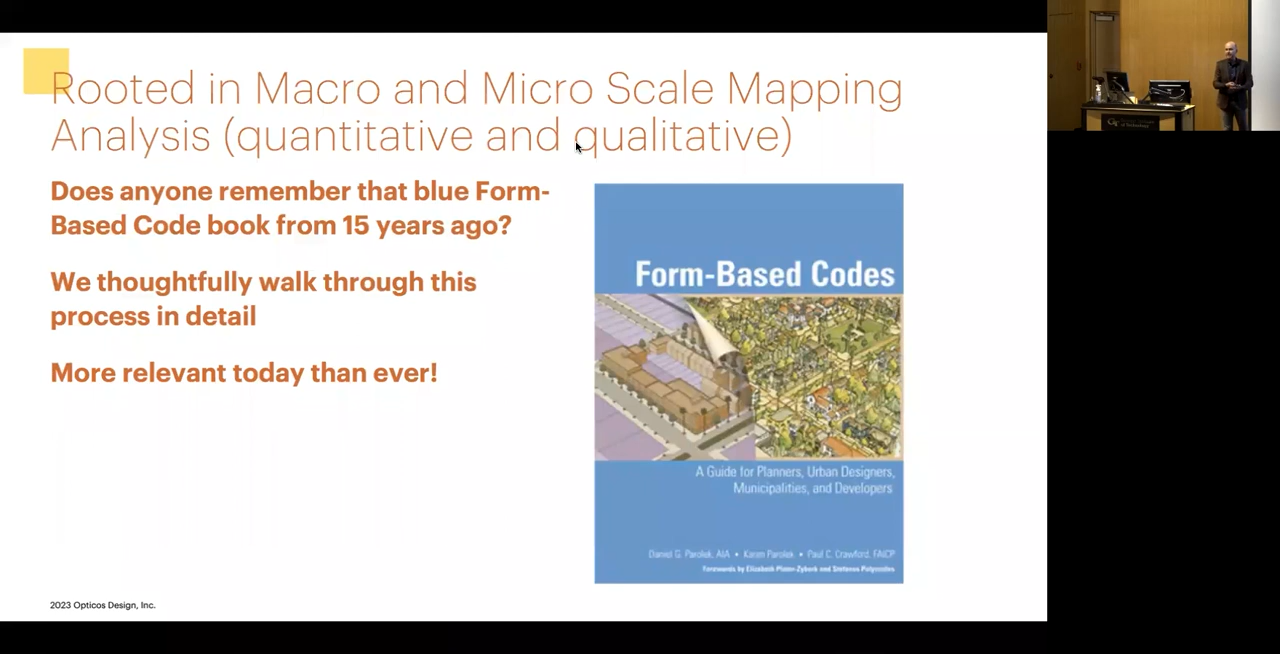 Rooted in Macro and Micro Scale Mapping
Analysis (quantitative and qualitative)
Does anyone remember that blue Form-
Based Code book from 15 years ago?
We thoughtfully walk through this
process in detail
More relevant today than ever!
Form-Based Codes
A Guide for Planners, Urban Designers,
Municipalities, and Developers
Daniel G. Parolek, AIA • Karen Parolek • Paul C. Crawford, FAICP
Forewords by Elizabeth Plater-Zyberk and Stefanos Polyzoides
2023 Opticos Design, Inc.